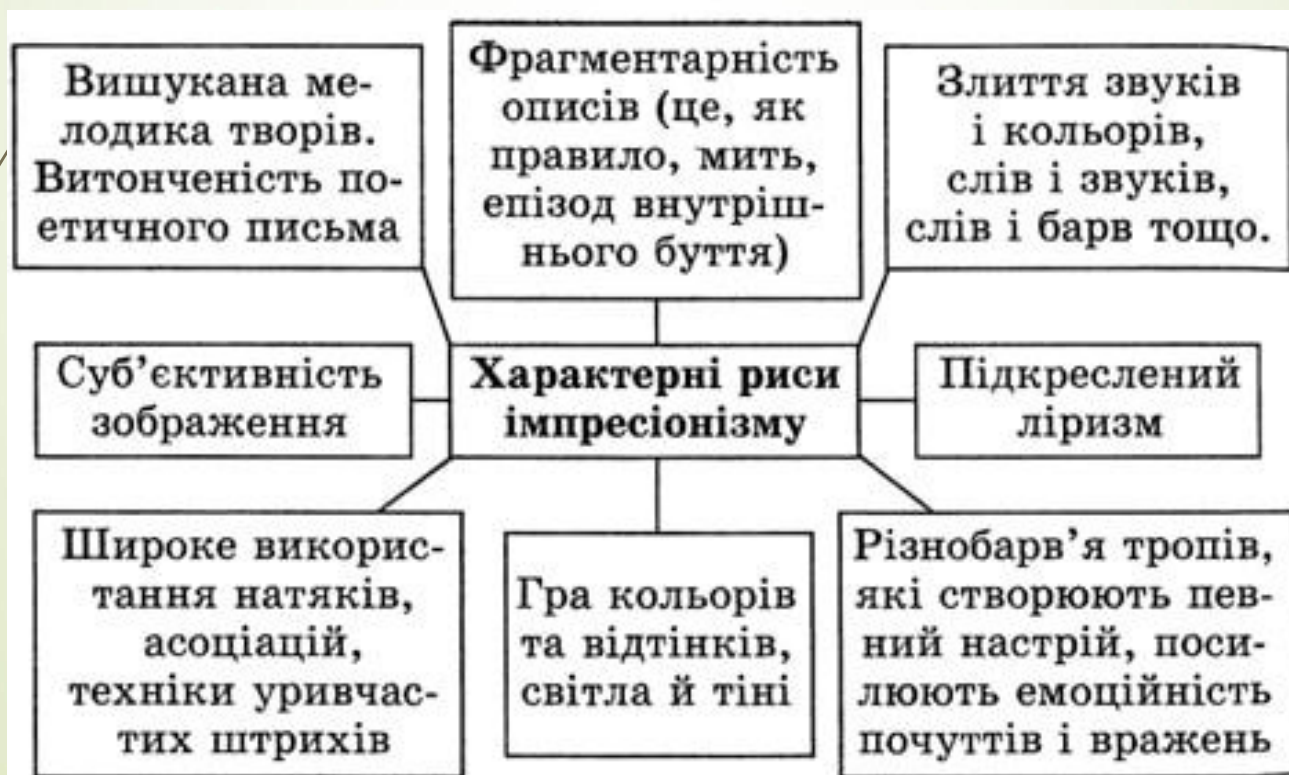 Вишукана ме-
лодика творів.
Витонченість по-
етичного письма
Фрагментарність
описів (це, як
правило, мить,
епізод внутріш-
нього буття)
Злиття звуків
і кольорів,
слів і звуків,
слів і барв тощо.
Суб’єктивність
зображення
Характерні риси
імпресіонізму
Підкреслений
ліризм
Широке викорис-
тання натяків,
асоціацій,
техніки уривчас-
тих штрихів
Гра кольорів
та відтінків,
світла й тіні
Різнобарв’я тропів,
які створюють пев-
ний настрій, поси-
люють емоційність
почуттів і вражень